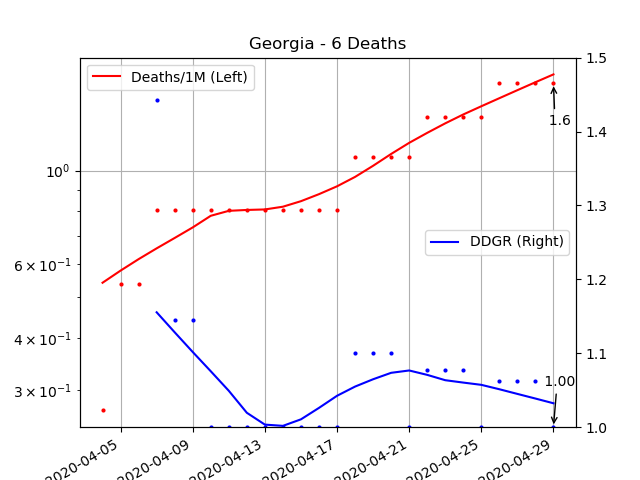 Georgia - 6 Deaths
Deaths/1M (Left)
DDGR (Right)
10⁰
6 × 10⁻¹
4 × 10⁻¹
3 × 10⁻¹
1.5
1.4
1.3
1.2
1.1
1.0
1.6
1.00
2020-04-05
2020-04-09
2020-04-13
2020-04-17
2020-04-21
2020-04-25
2020-04-29